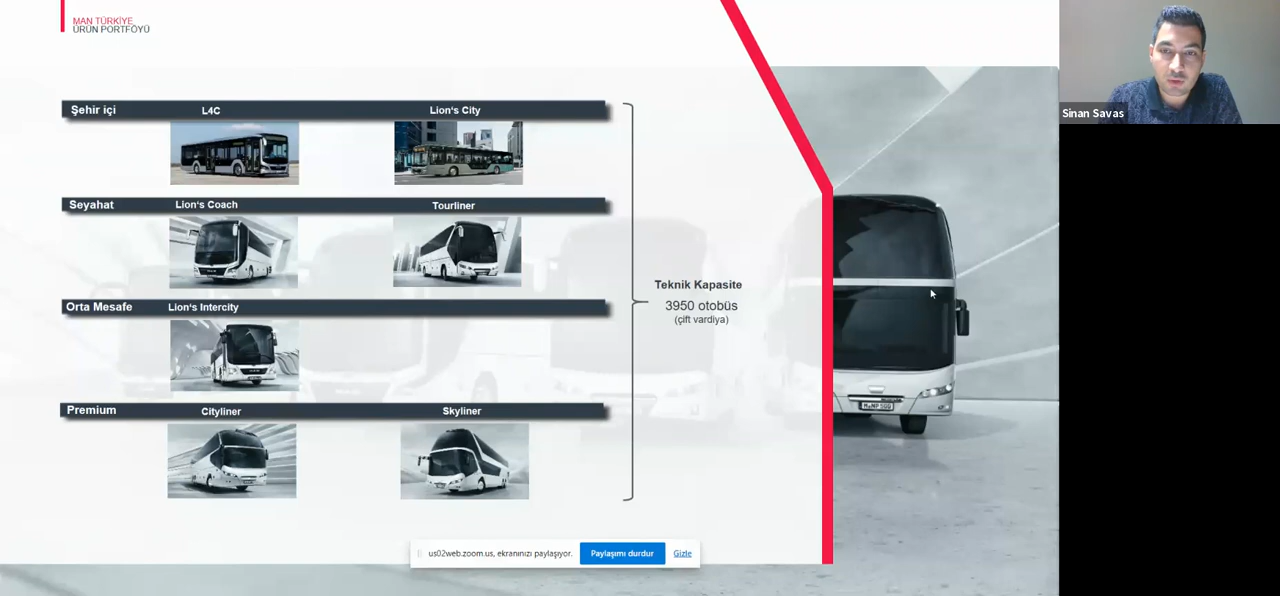 MAN TÜRKİYE
ÜRÜN PORTFÖYÜ
Şehir içi L4C Lion's City
Seyahat Lion's Coach Tourliner
Orta Mesafe Lion's Intercity
Premium Cityliner Skyliner
Teknik Kapasite
3950 otobüs
(çift vardiya)
Sinan Savas
us02web.zoom.us, ekranınızı paylaşıyor. Paylaşımı durdur Gizle